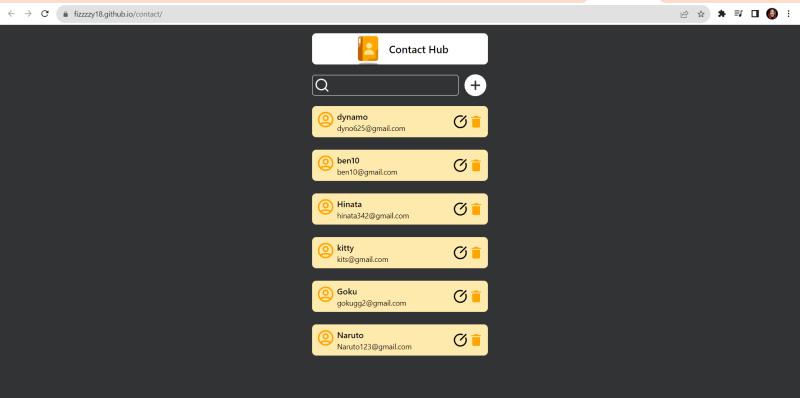 fizzzzy18.github.io/contact/
Contact Hub
dynamo
dyno625@gmail.com
ben10
ben10@gmail.com
Hinata
hinata342@gmail.com
kitty
kits@gmail.com
Goku
gokugg2@gmail.com
Naruto
Naruto123@gmail.com